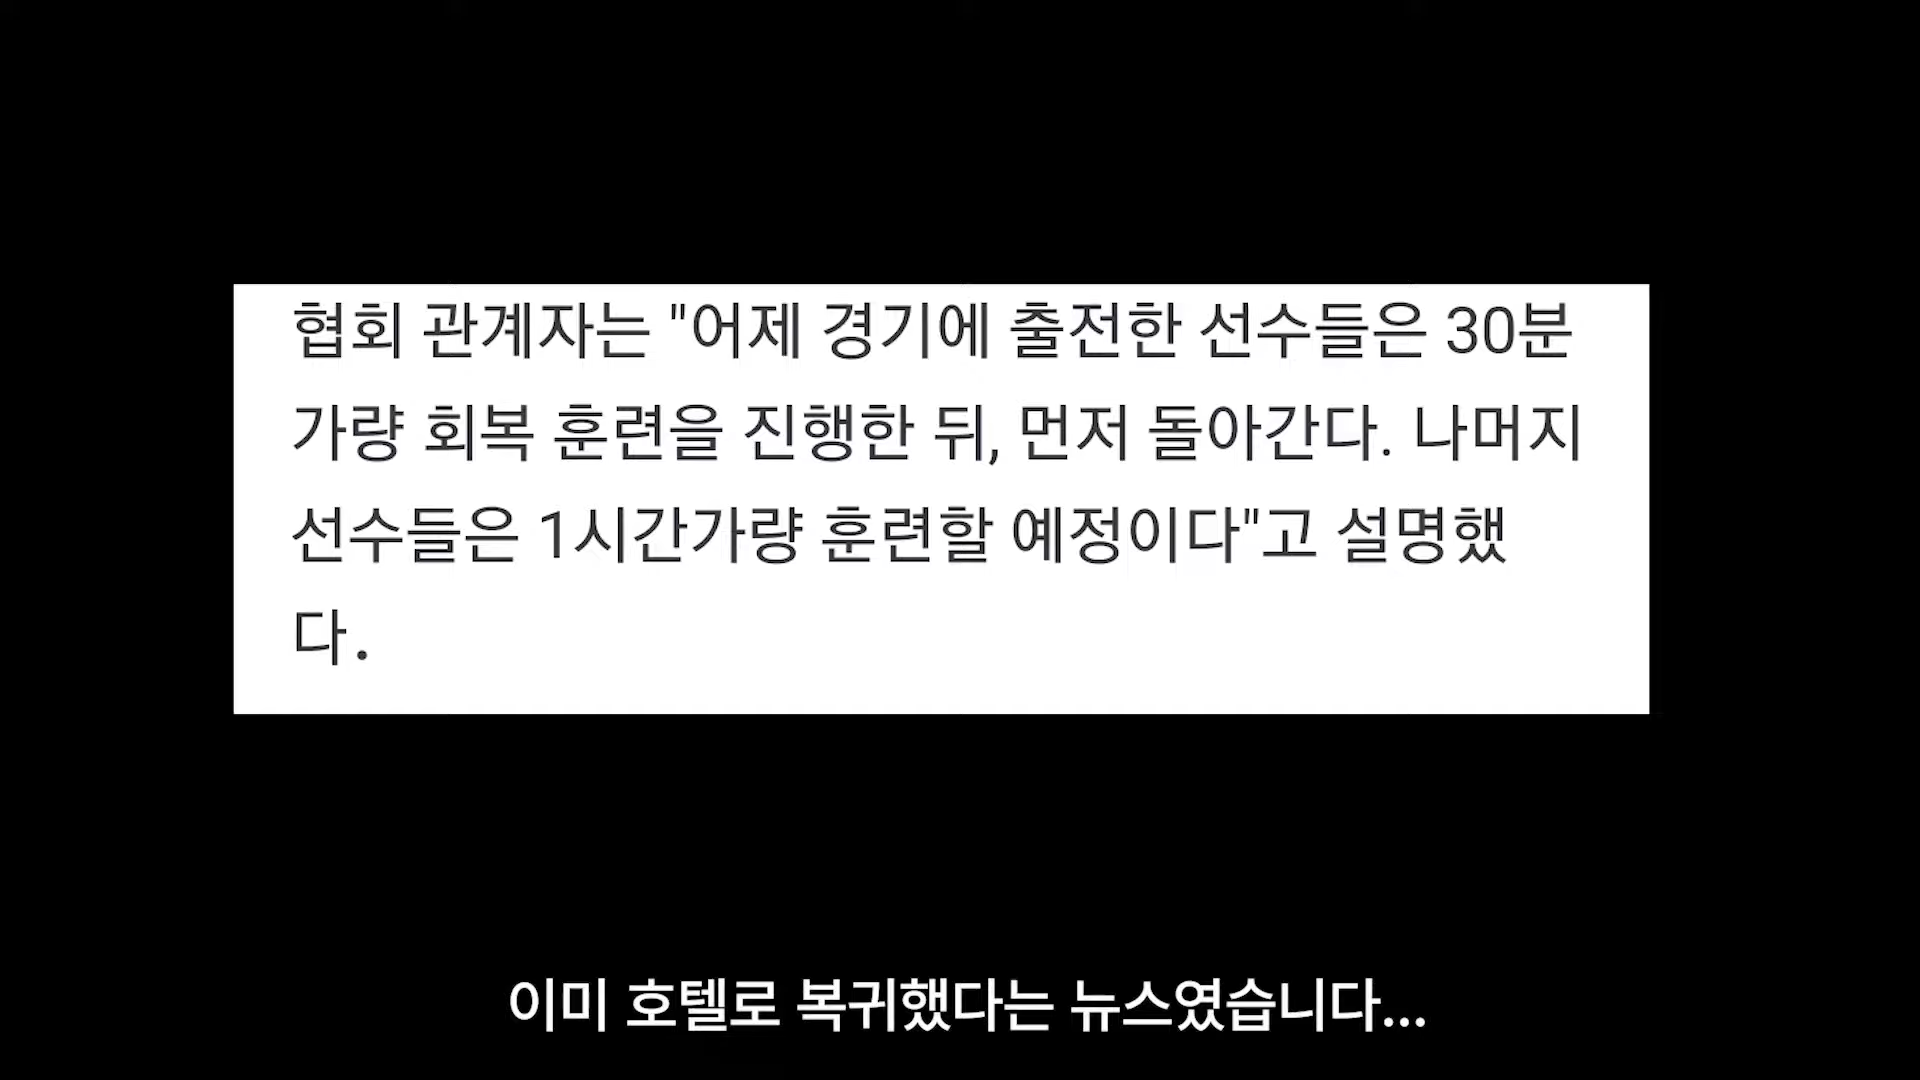 협회 관계자는 "어제 경기에 출전한 선수들은 30분
가량 회복 훈련을 진행한 뒤, 먼저 돌아간다. 나머지
선수들은 1시간가량 훈련할 예정이다"고 설명했
다.
이미 호텔로 복귀했다는 뉴스였습니다...